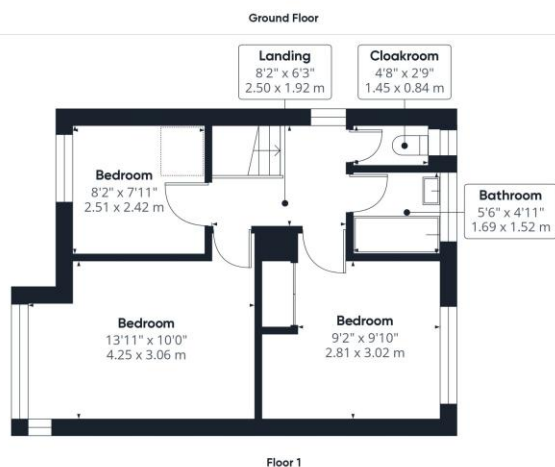 Ground Floor
Landing
8'2" x 6'3"
2.50 x 1.92 m
Cloakroom
4'8" x 2'9"
1.45 x 0.84 m
Bedroom
8'2" x 7'11"
2.51 x 2.42 m
Bathroom
5'6" x 4'11"
1.69 x 1.52 m
Bedroom
13'11" x 10'0"
4.25 x 3.06 m
Bedroom
9'2" x 9'10"
2.81 x 3.02 m
Floor 1